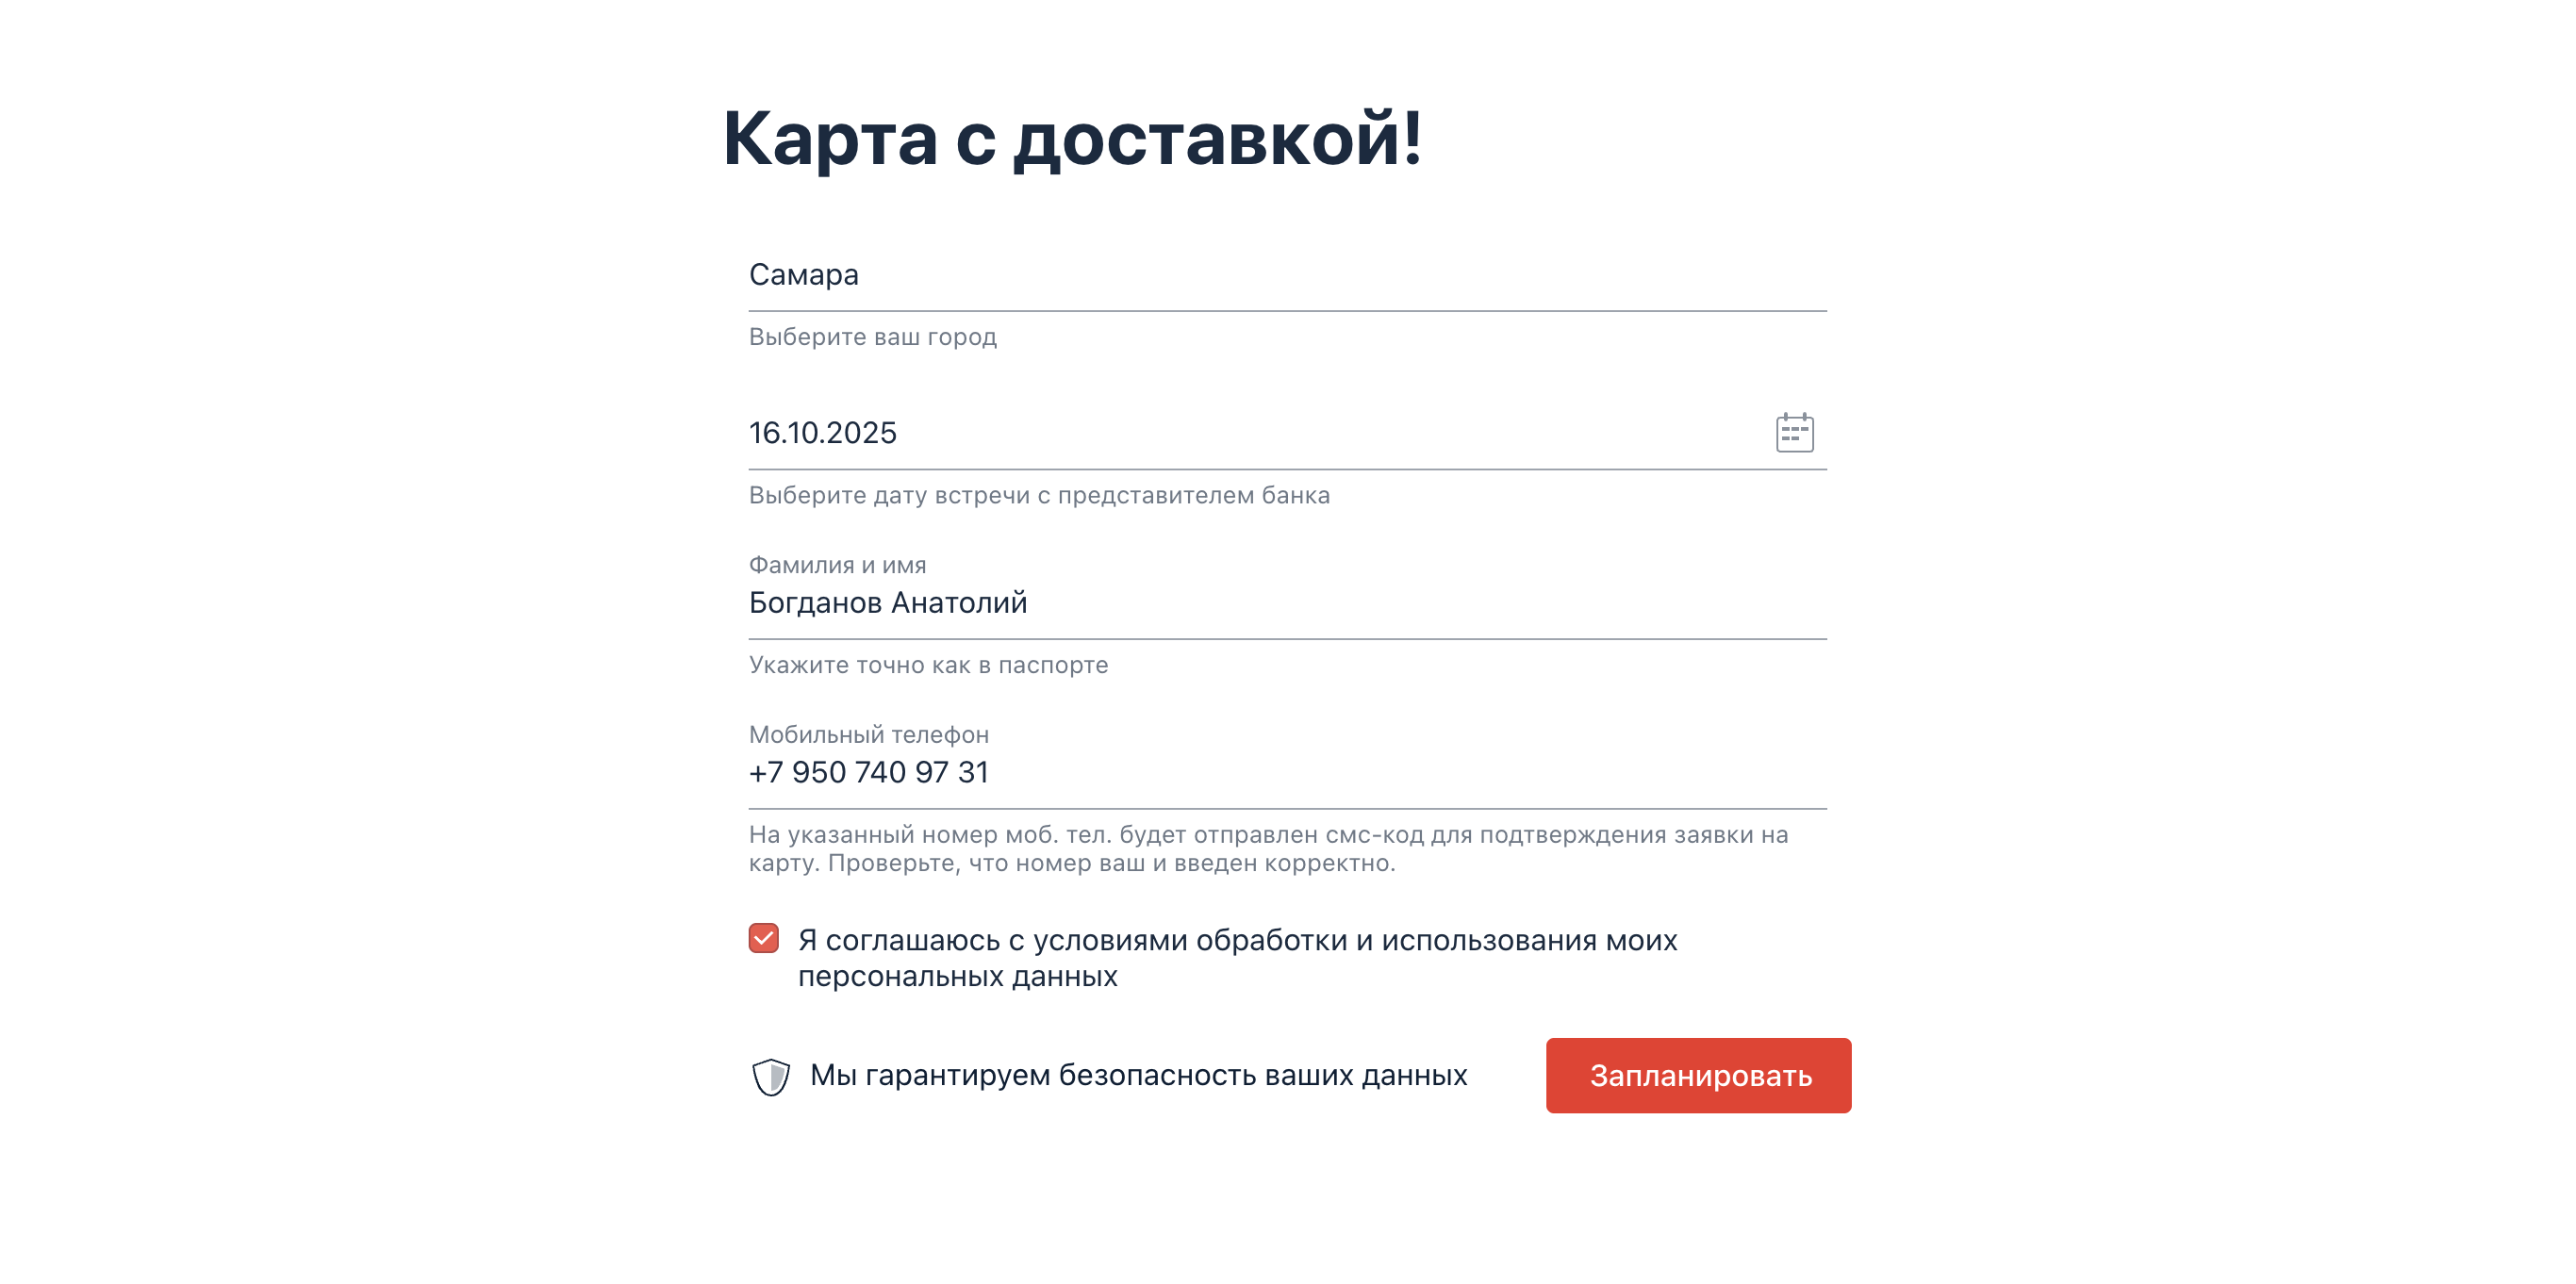 Карта с доставкой!
Самара
Выберите ваш город
16.10.2025
Выберите дату встречи с представителем банка
Фамилия и имя
Богданов Анатолий
Укажите точно как в паспорте
Мобильный телефон
+7 950 740 97 31
На указанный номер моб. тел. будет отправлен смс-код для подтверждения заявки на
карту. Проверьте, что номер ваш и введен корректно.
Я соглашаюсь с условиями обработки и использования моих
персональных данных
Мы гарантируем безопасность ваших данных
Запланировать